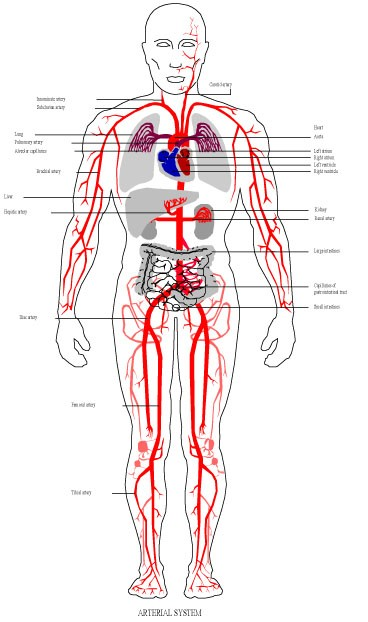 Carotid artery
Innominate artery
Subclavian artery
Lung
Pulmonary artery
Alveolar capillaries
Brachial artery
Liver
Hepatic artery
Iliac artery
Femoral artery
Tibial artery
Heart
Aorta
Left atrium
Right atrium
Left ventricle
Right ventricle
Kidney
Renal artery
Large intestines
Capillaries of
gastrointestinal tract
Small intestines
ARTERIAL SYSTEM